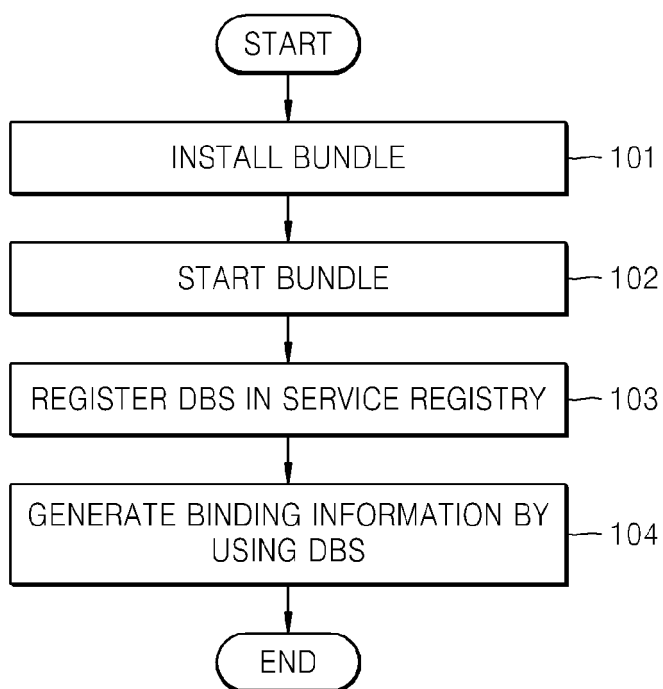 START
INSTALL BUNDLE
101
START BUNDLE
102
REGISTER DBS IN SERVICE REGISTRY
103
GENERATE BINDING INFORMATION BY
USING DBS
104
END